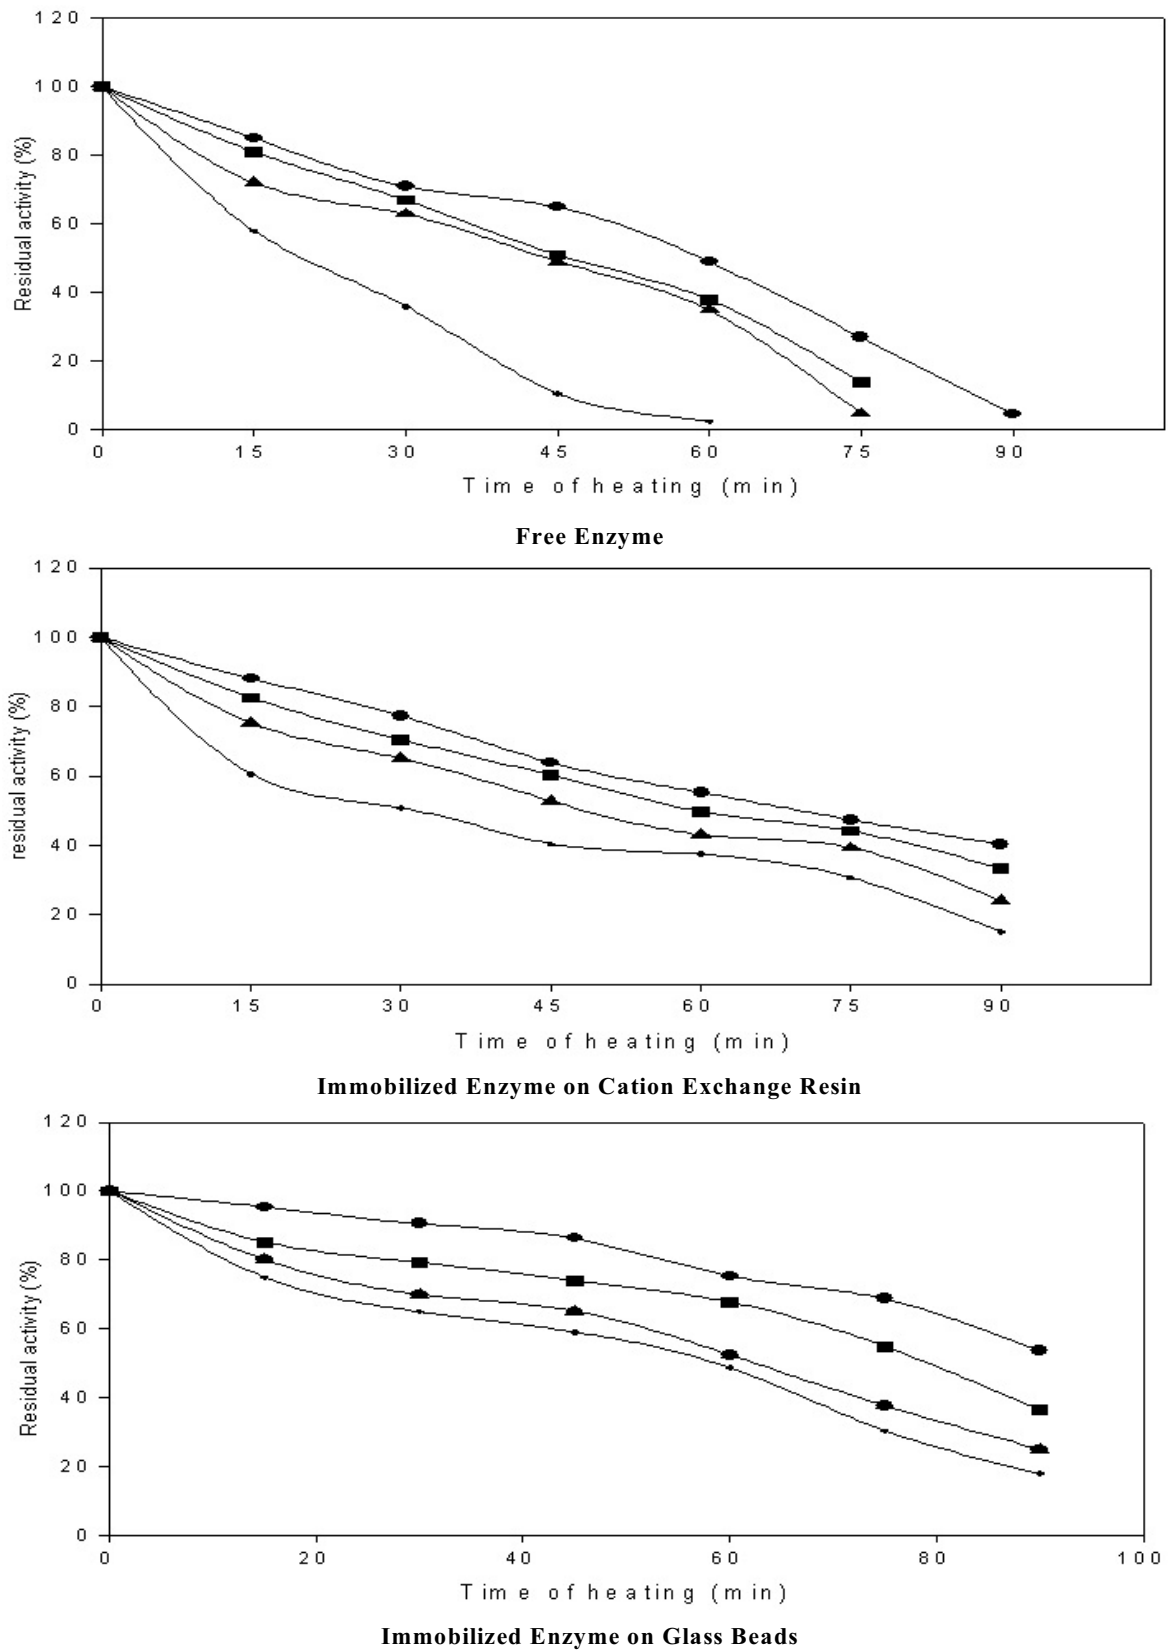 120
100
80
60
40
20
0
Residual activity (%)
0 15 30 45 60 75 90
Time of heating (min)
Free Enzyme
120
100
80
60
40
20
0
residual activity (%)
0 15 30 45 60 75 90
Time of heating (min)
Immobilized Enzyme on Cation Exchange Resin
120
100
80
60
40
20
0
Residual activity (%)
0 20 40 60 80 100
Time of heating (min)
Immobilized Enzyme on Glass Beads